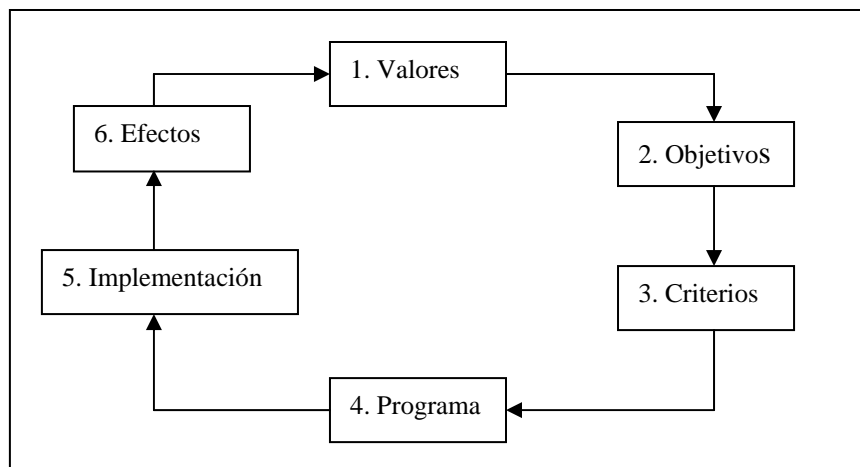 1. Valores
2. Objetivos
3. Criterios
4. Programa
5. Implementación
6. Efectos